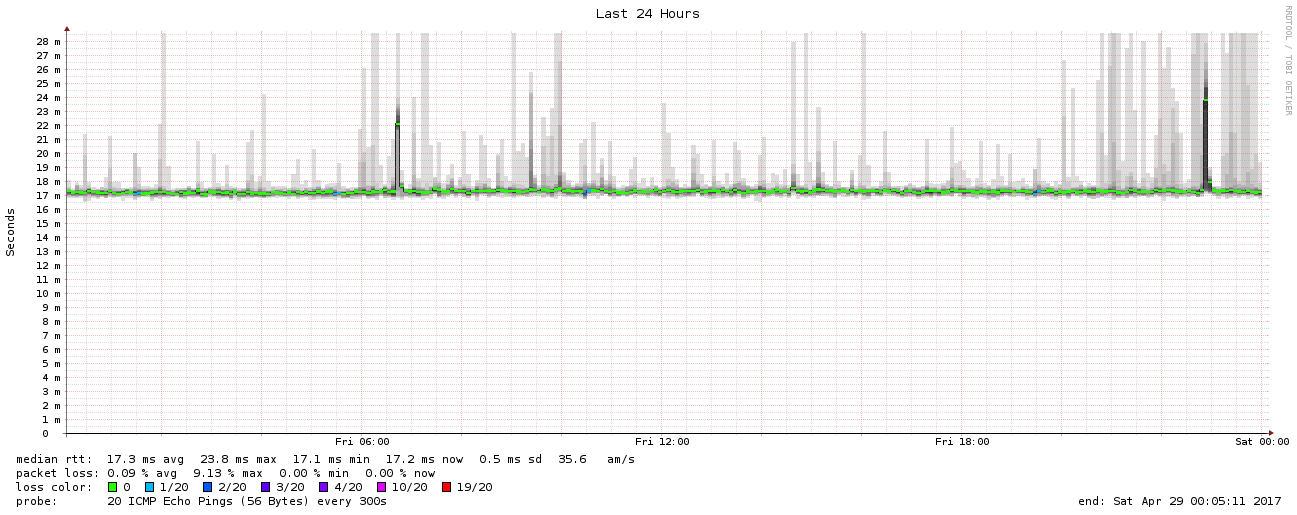 Last 24 Hours
RRDTOOL / TOBI OETIKER
Seconds
28 m
27 m
26 m
25 m
24 m
23 m
22 m
21 m
20 m
19 m
18 m
17 m
16 m
15 m
14 m
13 m
12 m
11 m
10 m
9 m
8 m
7 m
6 m
5 m
4 m
3 m
2 m
1 m
0
Fri 06:00 Fri 12:00 Fri 18:00 Sat 00:00
median rtt: 17.3 ms avg 23.8 ms max 17.1 ms min 17.2 ms now 0.5 ms sd 35.6 am/s
packet loss: 0.09 % avg 9.13 % max 0.00 % min 0.00 % now
loss color: 0 1/20 2/20 3/20 4/20 10/20 19/20
probe: 20 ICMP Echo Pings (56 Bytes) every 300s end: Sat Apr 29 00:05:11 2017